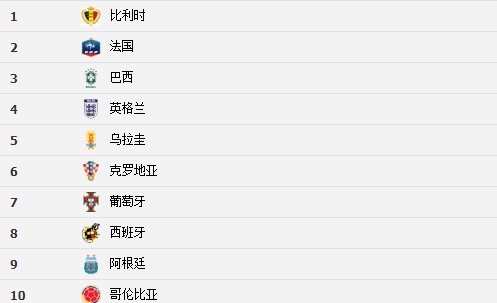 1 比利时
2 法国
3 巴西
4 英格兰
5 乌拉圭
6 克罗地亚
7 葡萄牙
8 西班牙
9 阿根廷
10 哥伦比亚